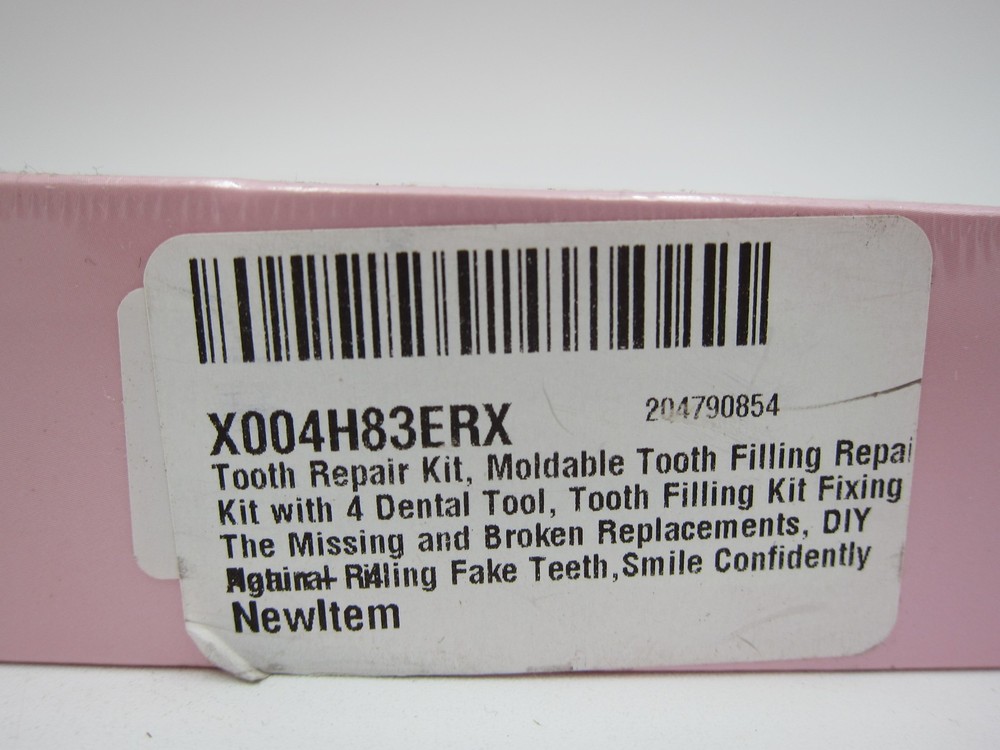 X004H83ERX
204790854
Tooth Repair Kit, Moldable Tooth Filling Repai
Kit with 4 Dental Tool, Tooth Filling Kit Fixing
The Missing and Broken Replacements, DIY
Fake Teeth,Smile Confidently
NewItem